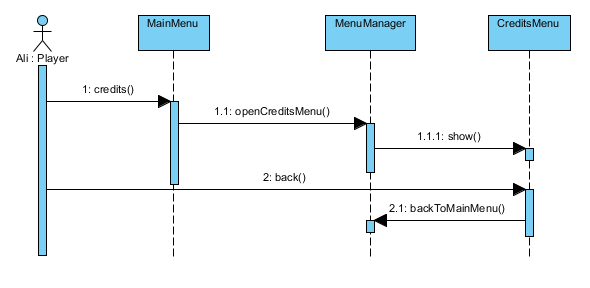 MainMenu
MenuManager
CreditsMenu
Ali : Player
1: credits()
1.1: openCreditsMenu()
1.1.1: show()
2: back()
2.1: backToMainMenu()